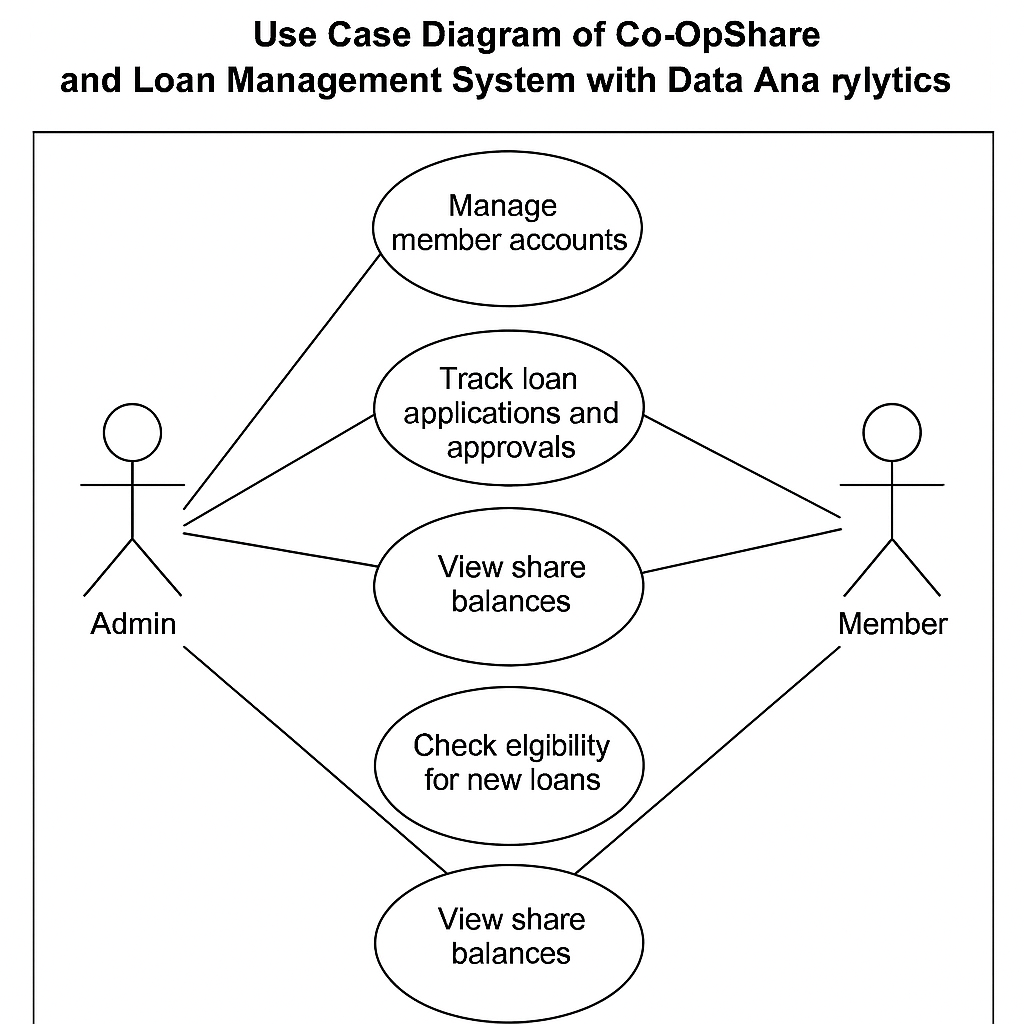 Use Case Diagram of Co-OpShare
and Loan Management System with Data Ana rylytics
Manage
member accounts
Track loan
applications and
approvals
View share
balances
Admin
Member
Check elgibility
for new loans
View share
balances